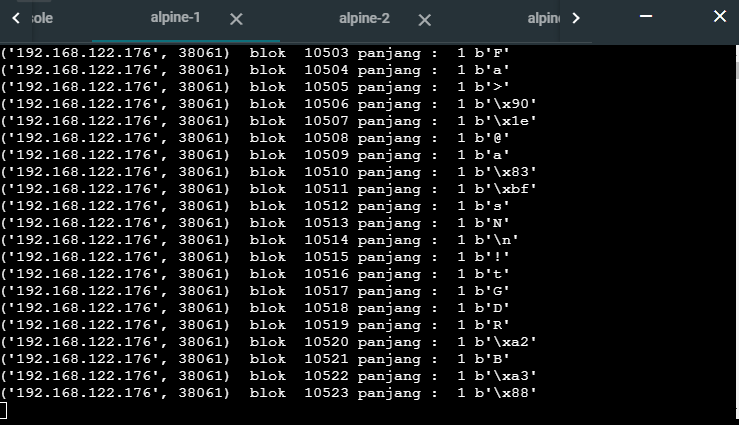 sole alpine-1 alpine-2 alpin
('192.168.122.176', 38061) blok 10503 panjang : 1 b'F'
('192.168.122.176', 38061) blok 10504 panjang : 1 b'a'
('192.168.122.176', 38061) blok 10505 panjang : 1 b'>'
('192.168.122.176', 38061) blok 10506 panjang : 1 b'\x90'
('192.168.122.176', 38061) blok 10507 panjang : 1 b'\x1e'
('192.168.122.176', 38061) blok 10508 panjang : 1 b'@'
('192.168.122.176', 38061) blok 10509 panjang : 1 b'a'
('192.168.122.176', 38061) blok 10510 panjang : 1 b'\x83'
('192.168.122.176', 38061) blok 10511 panjang : 1 b'\xbf'
('192.168.122.176', 38061) blok 10512 panjang : 1 b's'
('192.168.122.176', 38061) blok 10513 panjang : 1 b'N'
('192.168.122.176', 38061) blok 10514 panjang : 1 b'\n'
('192.168.122.176', 38061) blok 10515 panjang : 1 b'!'
('192.168.122.176', 38061) blok 10516 panjang : 1 b't'
('192.168.122.176', 38061) blok 10517 panjang : 1 b'G'
('192.168.122.176', 38061) blok 10518 panjang : 1 b'D'
('192.168.122.176', 38061) blok 10519 panjang : 1 b'R'
('192.168.122.176', 38061) blok 10520 panjang : 1 b'\xa2'
('192.168.122.176', 38061) blok 10521 panjang : 1 b'B'
('192.168.122.176', 38061) blok 10522 panjang : 1 b'\xa3'
('192.168.122.176', 38061) blok 10523 panjang : 1 b'\x88'